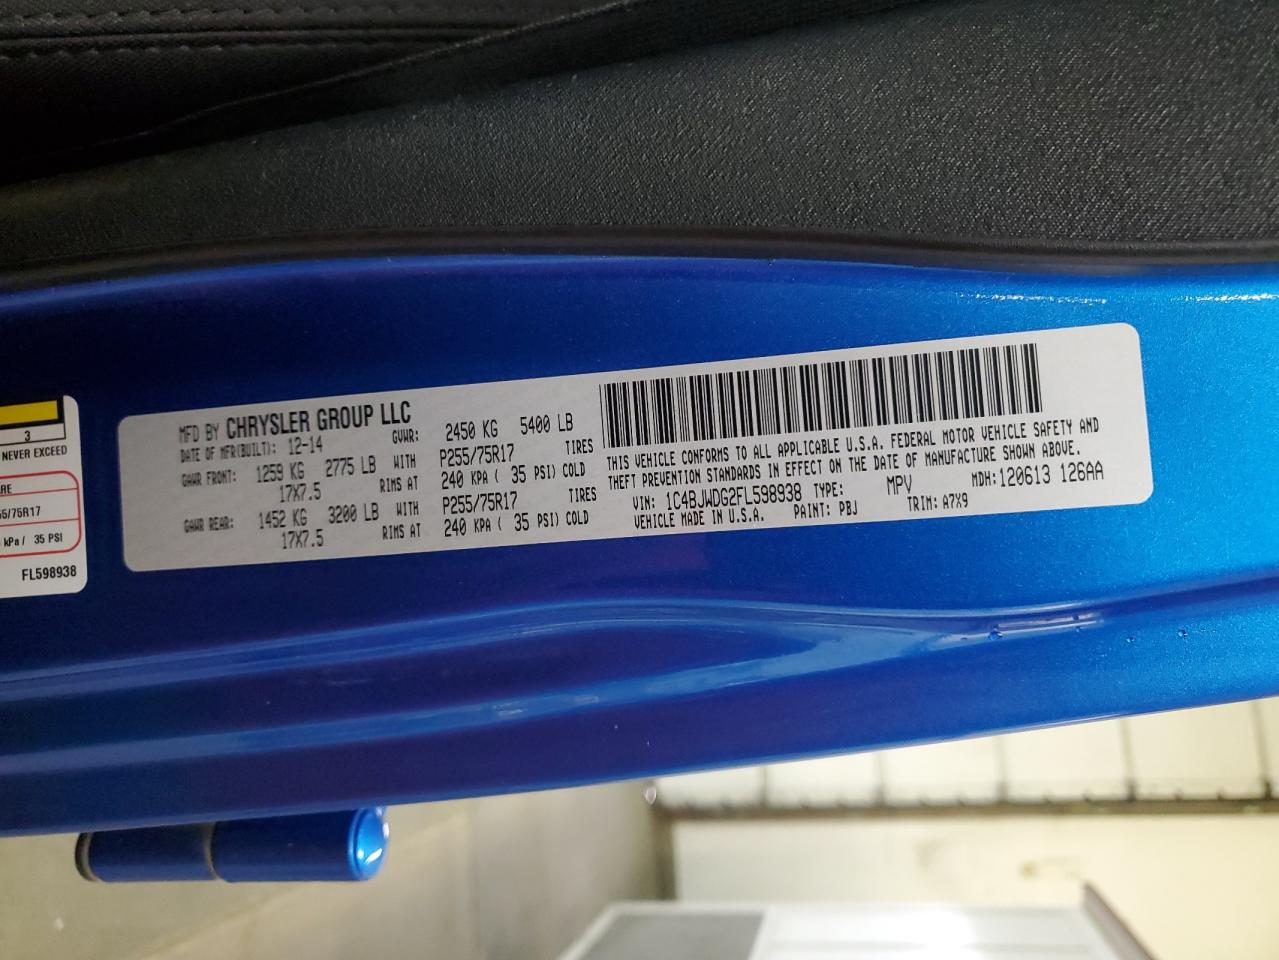 3
NEVER EXCEED
RE
55/75R17
kPa / 35 PSI
FL598938
MFD BY CHRYSLER GROUP LLC
DATE OF MFR(BUILT): 12-14 GVWR: 2450 KG 5400 LB
GAWR FRONT: 1259 KG 2775 LB WITH P255/75R17 TIRES
17X7.5 RIMS AT 240 KPA ( 35 PSI) COLD
GAWR REAR: 1452 KG 3200 LB WITH P255/75R17 TIRES
17X7.5 RIMS AT 240 KPA ( 35 PSI) COLD
THIS VEHICLE CONFORMS TO ALL APPLICABLE U.S.A. FEDERAL MOTOR VEHICLE SAFETY AND
THEFT PREVENTION STANDARDS IN EFFECT ON THE DATE OF MANUFACTURE SHOWN ABOVE.
VIN: 1C4BJWDG2FL598938 TYPE: MPV MDH: 120613 126AA
VEHICLE MADE IN U.S.A. PAINT: PBJ TRIM: A7X9